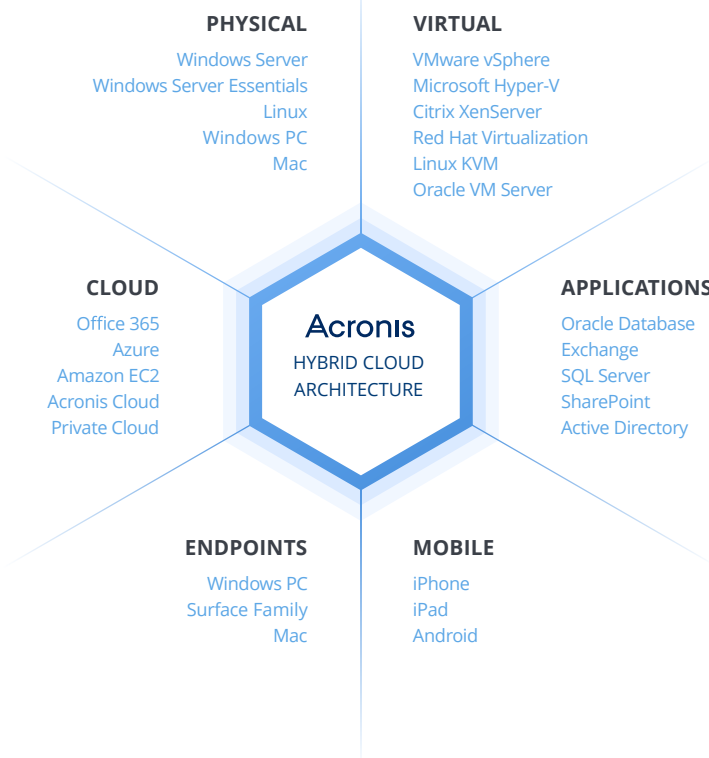 PHYSICAL
Windows Server
Windows Server Essentials
Linux
Windows PC
Mac
VIRTUAL
VMware vSphere
Microsoft Hyper-V
Citrix XenServer
Red Hat Virtualization
Linux KVM
Oracle VM Server
CLOUD
Office 365
Azure
Amazon EC2
Acronis Cloud
Private Cloud
Acronis
HYBRID CLOUD
ARCHITECTURE
APPLICATIONS
Oracle Database
Exchange
SQL Server
SharePoint
Active Directory
ENDPOINTS
Windows PC
Surface Family
Mac
MOBILE
iPhone
iPad
Android